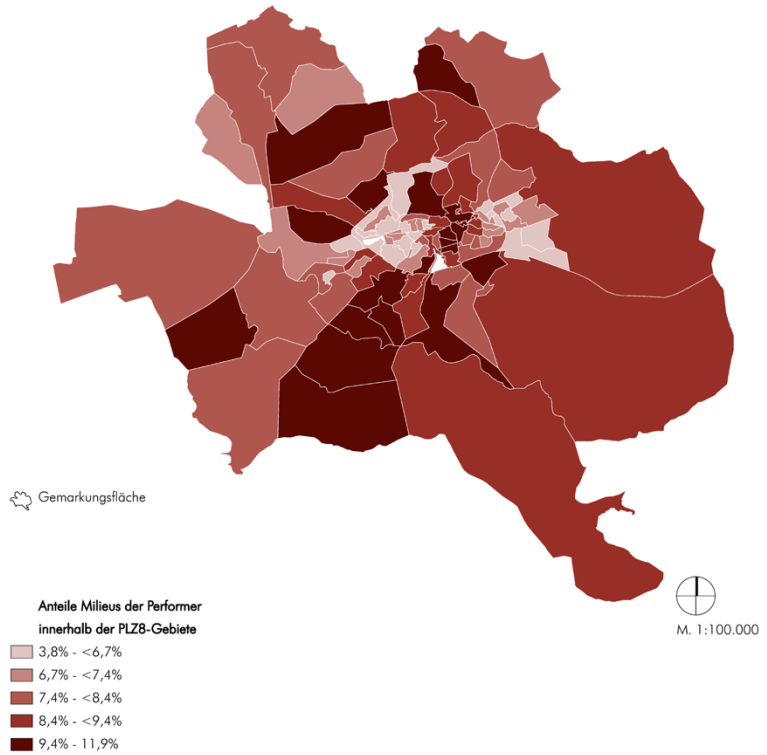 Gemarkungsfläche
M. 1:100.000
Anteile Milieus der Performer
innerhalb der PLZ8-Gebiete
3,8% - <6,7%
6,7% - <7,4%
7,4% - <8,4%
8,4% - <9,4%
9,4% - 11,9%